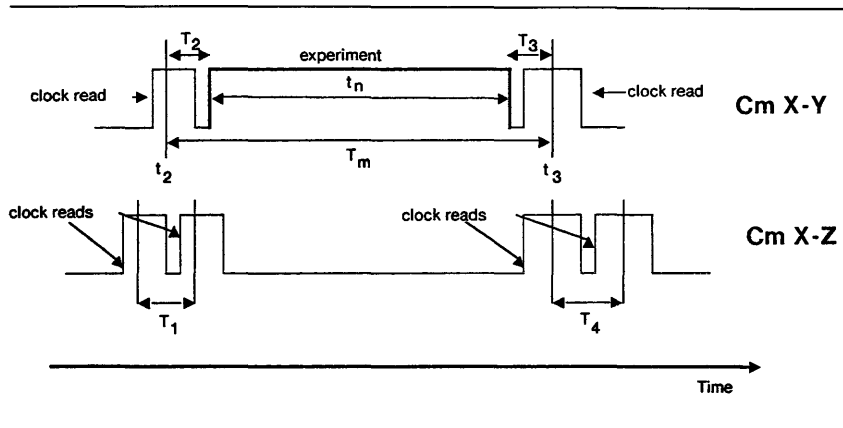 T2
T3
experiment
clock read
tn
clock read
Cm X-Y
Tm
t2
t3
clock reads
clock reads
Cm X-Z
T1
T4
Time